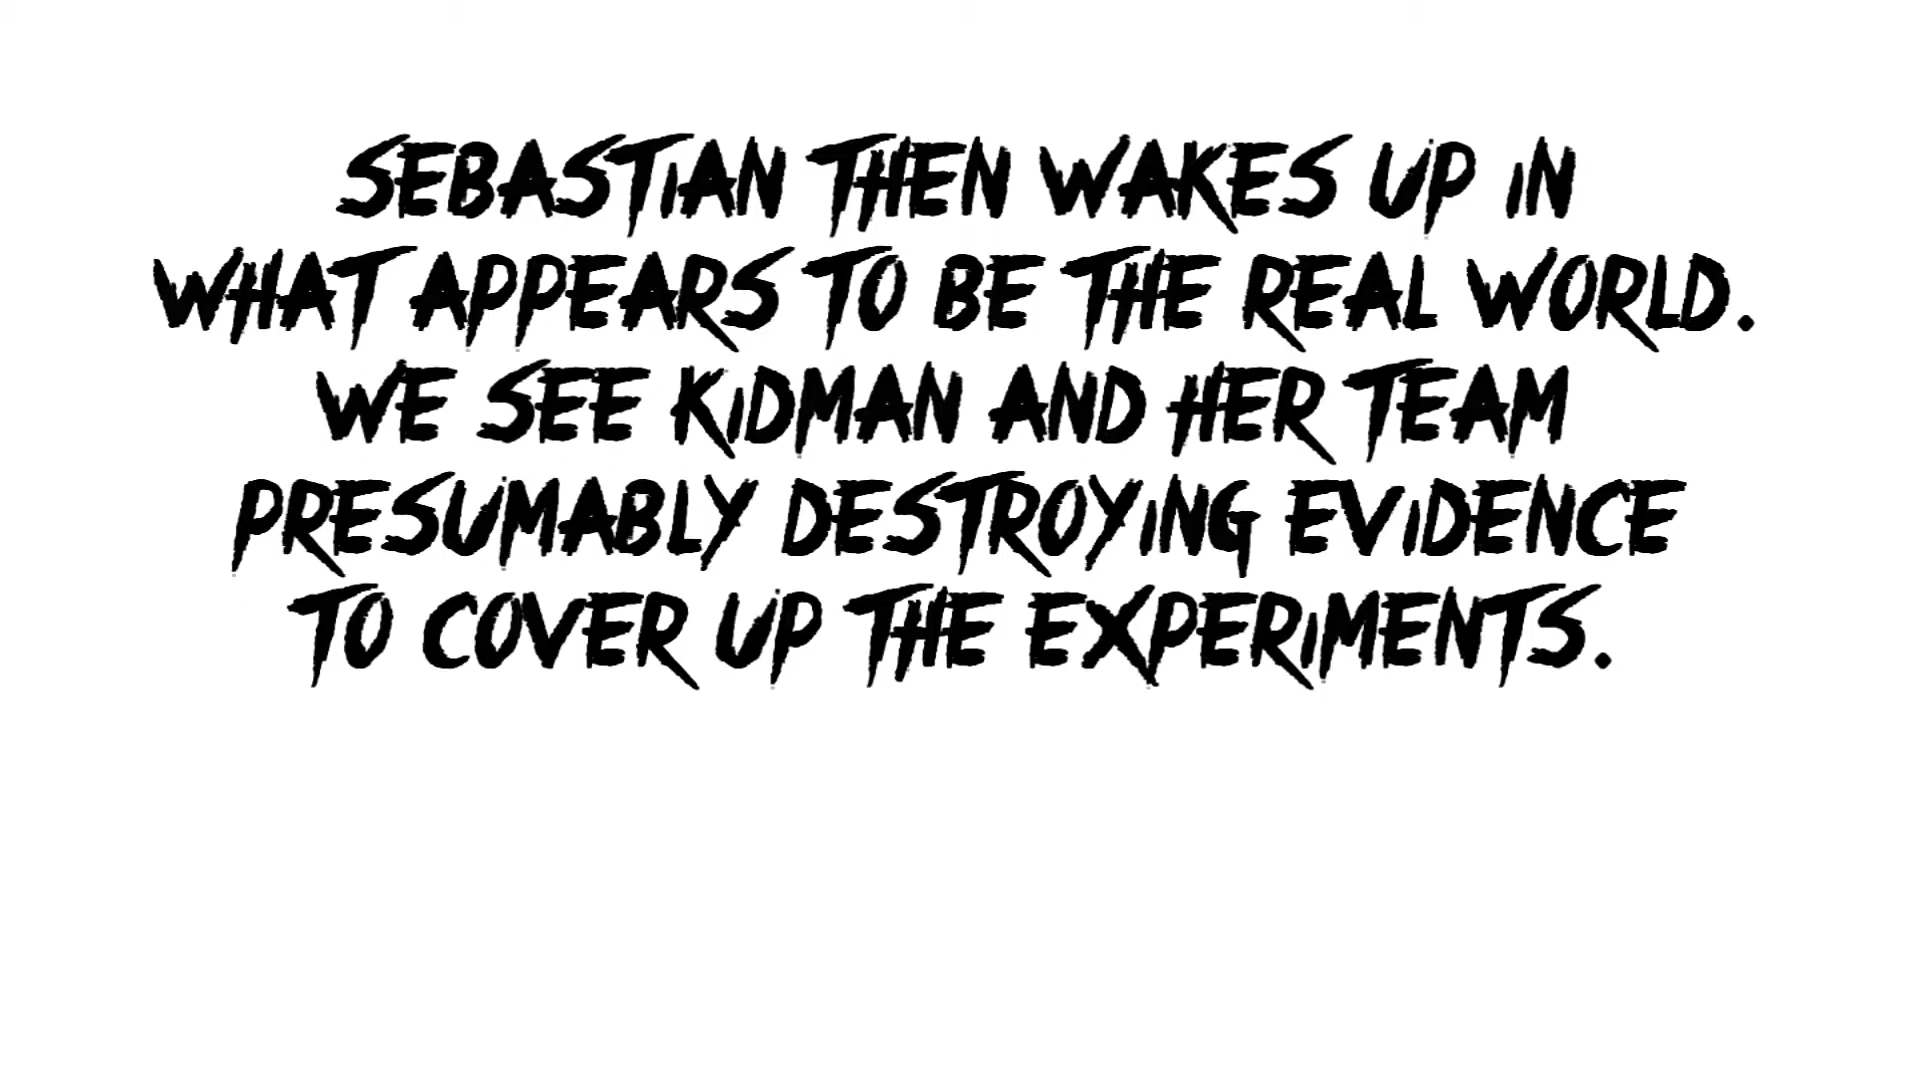 SEBASTIAN THEN WAKES UP IN
WHAT APPEARS TO BE THE REAL WORLD.
WE SEE KIDMAN AND HER TEAM
PRESUMABLY DESTROYING EVIDENCE
TO COVER UP THE EXPERIMENTS.